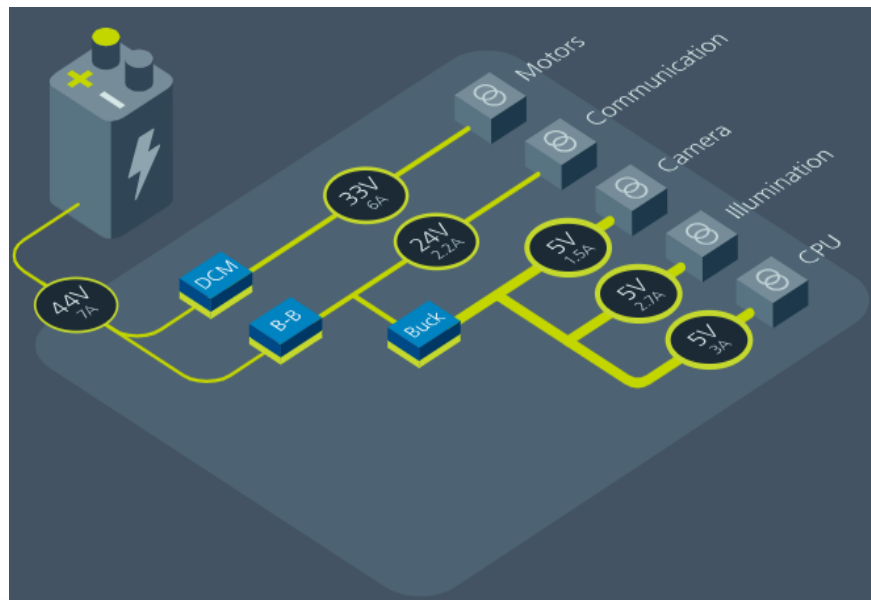 Motors
Communication
Camera
Illumination
CPU
33V
6A
24V
2.2A
5V
1.5A
5V
2.7A
5V
3A
44V
7A
DCM
B-B
Buck